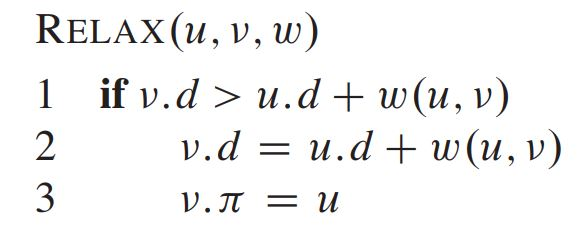 RELAX(u, v, w)
1 if v.d > u.d + w(u, v)
2 v.d = u.d + w(u, v)
3 v.π = u